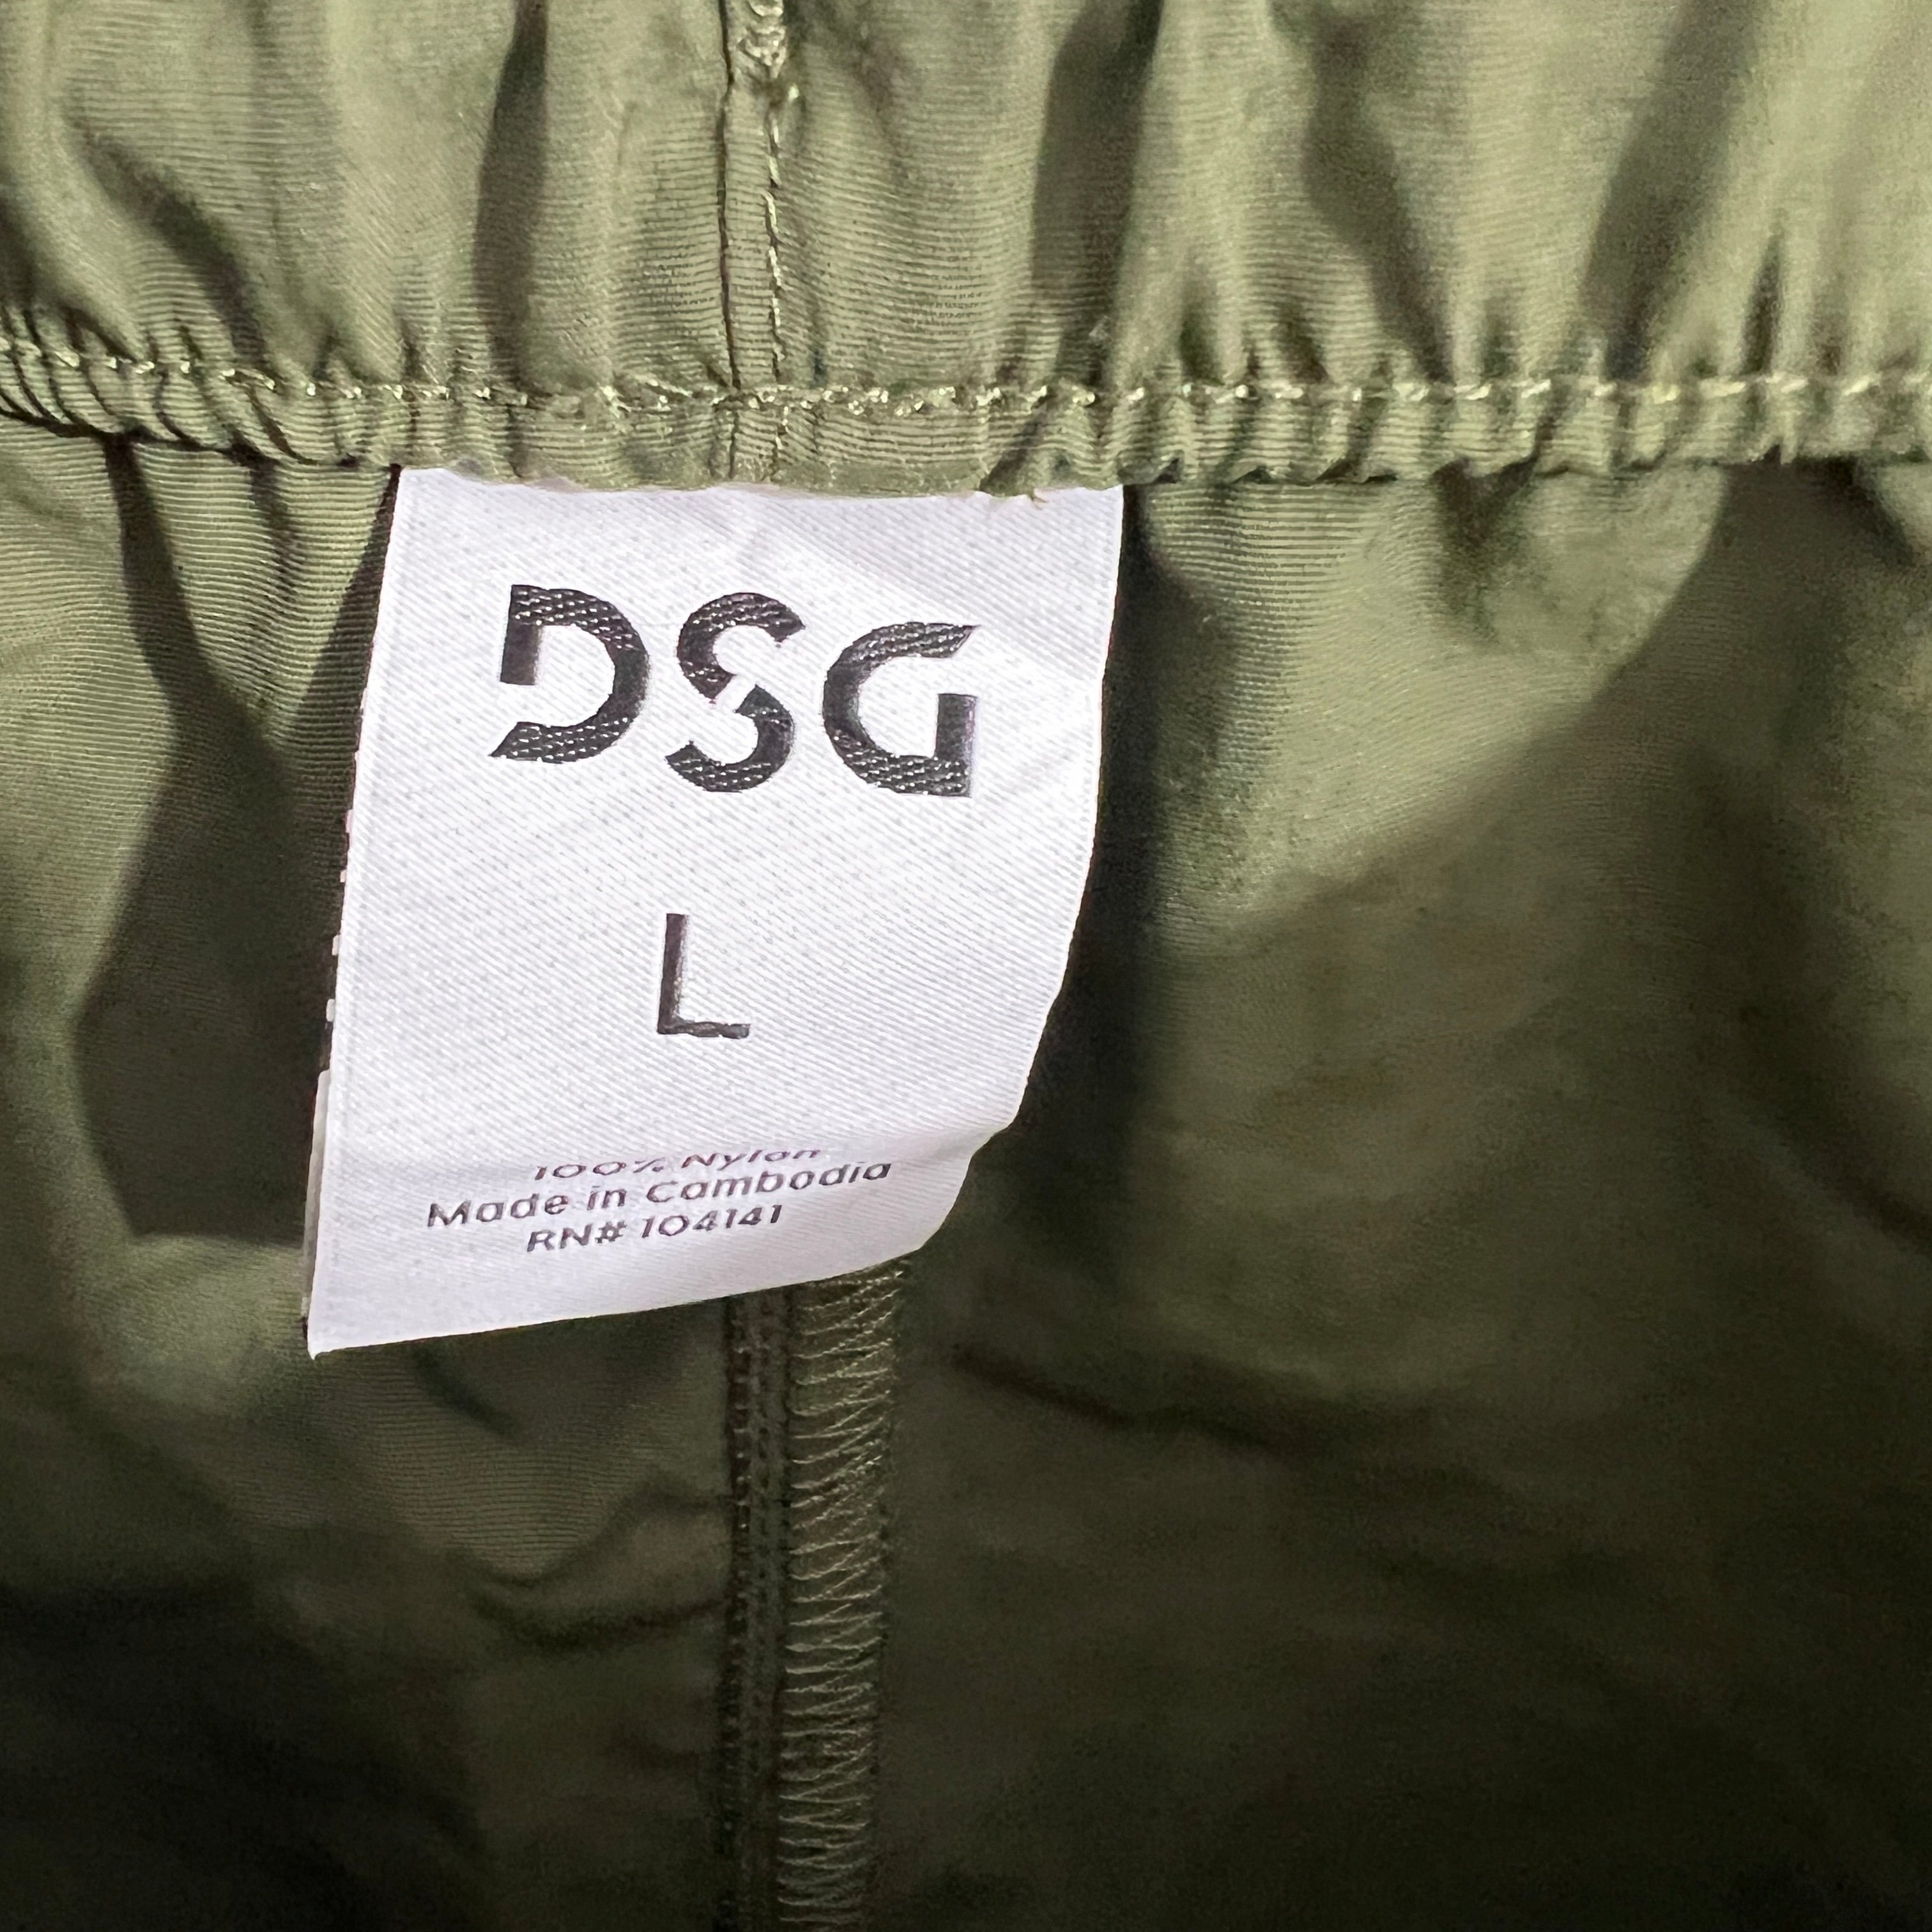 DSG
L
100% Nylon
Made in Cambodia
RN# 104141